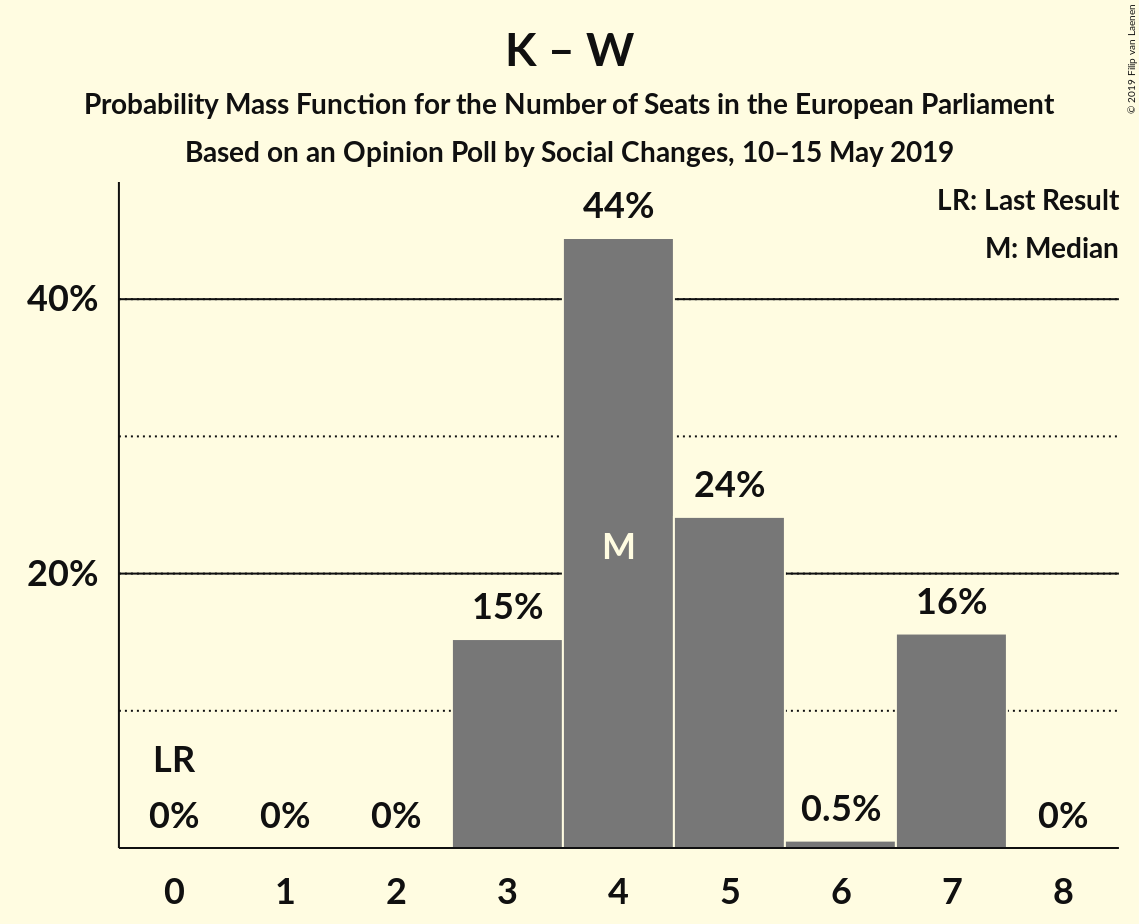 K – W
Probability Mass Function for the Number of Seats in the European Parliament
Based on an Opinion Poll by Social Changes, 10–15 May 2019
© 2019 Filip van Laenen
LR: Last Result
M: Median
44%
40%
24%
M
20%
15%
16%
LR
0%
0%
0%
0.5%
0%
0 1 2 3 4 5 6 7 8